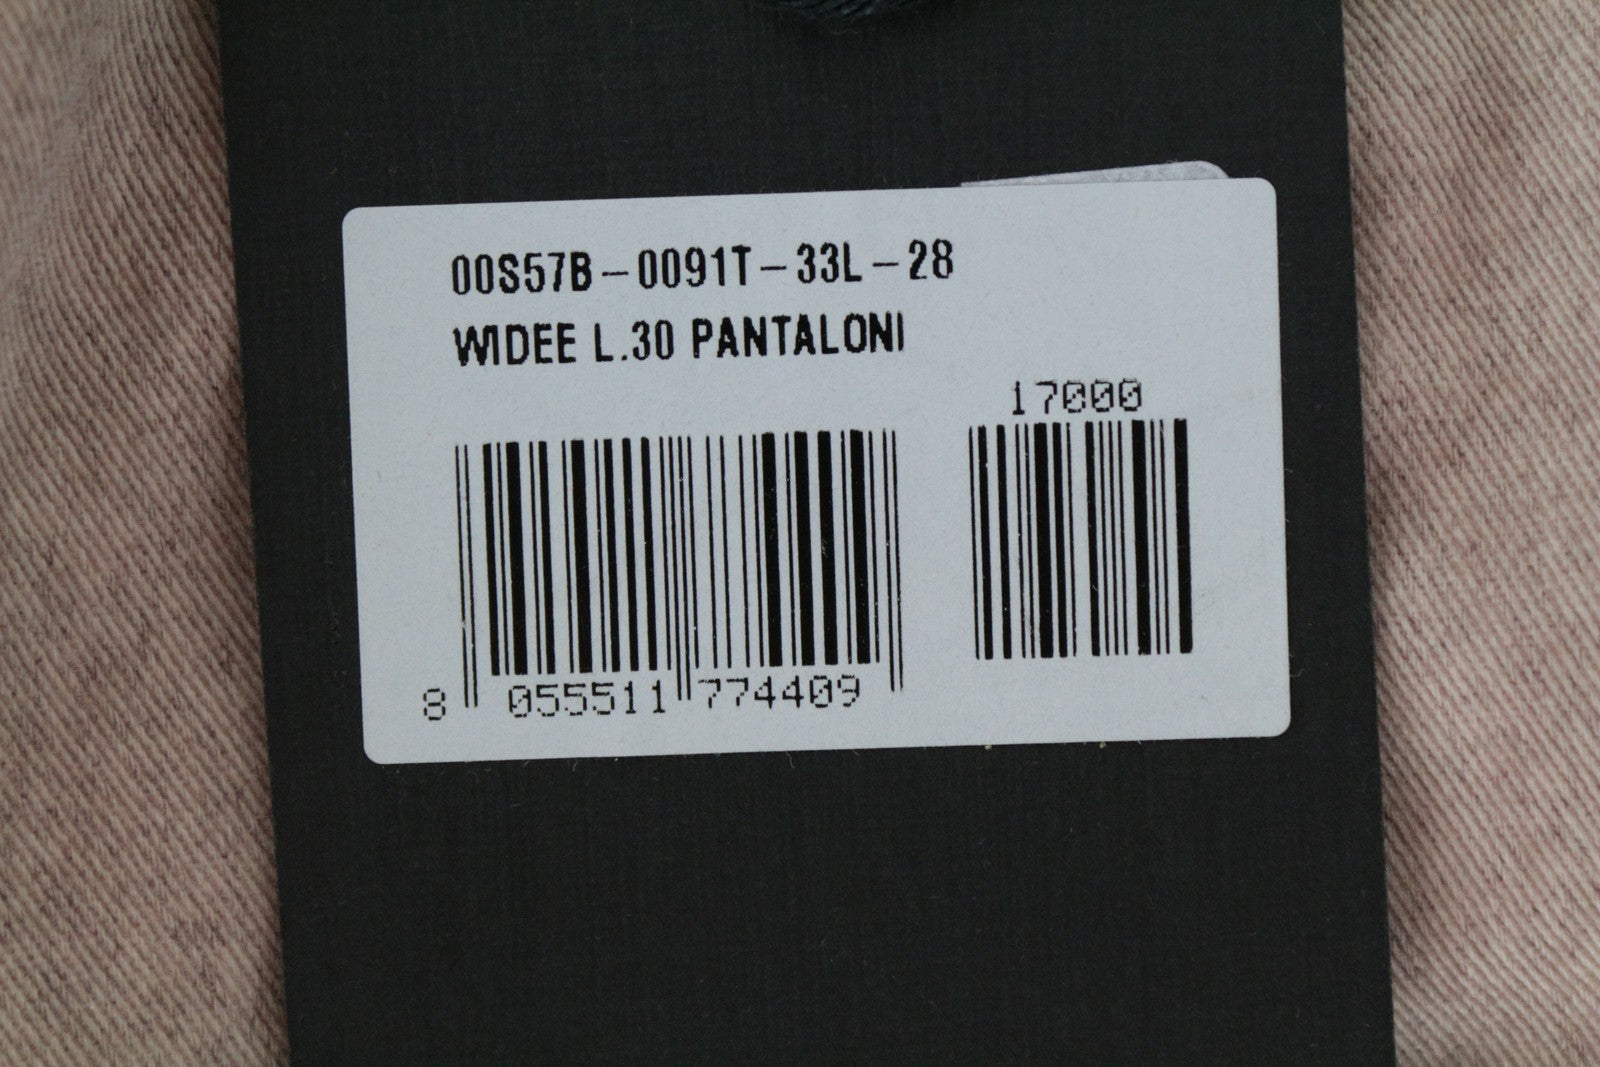 00S57B-0091T-33L-28
WIDEE L.30 PANTALONI
17000
8 055511 774409